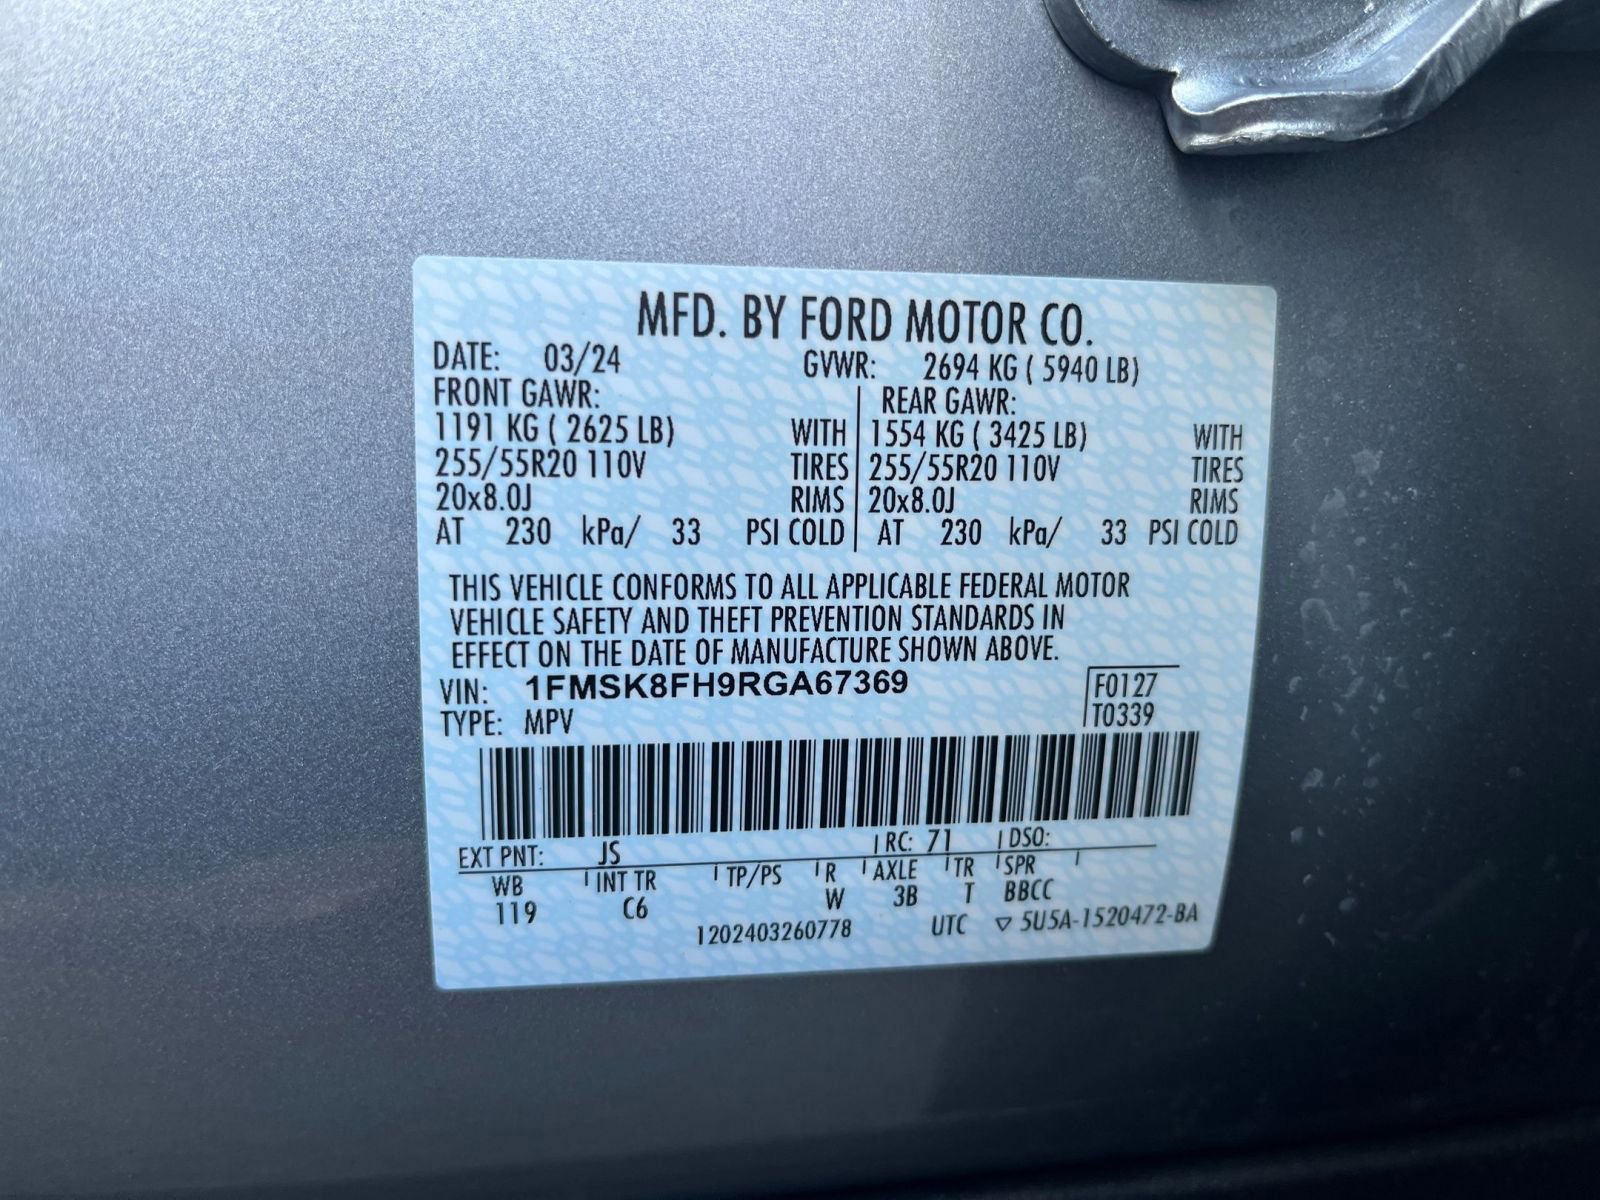 MFD. BY FORD MOTOR CO.
DATE: 03/24 GVWR: 2694 KG ( 5940 LB)
FRONT GAWR: REAR GAWR:
1191 KG ( 2625 LB) WITH 1554 KG ( 3425 LB) WITH
255/55R20 110V TIRES 255/55R20 110V TIRES
20x8.0J RIMS 20x8.0J RIMS
AT 230 kPa/ 33 PSI COLD AT 230 kPa/ 33 PSI COLD
THIS VEHICLE CONFORMS TO ALL APPLICABLE FEDERAL MOTOR
VEHICLE SAFETY AND THEFT PREVENTION STANDARDS IN
EFFECT ON THE DATE OF MANUFACTURE SHOWN ABOVE.
VIN: 1FMSK8FH9RGA67369 F0127
TYPE: MPV T0339
EXT PNT: JS RC: 71 DSO:
WB INT TR TP/PS R AXLE TR SPR
119 C6 W 3B T BBCC
1202403260778 UTC ▽ 5U5A-1520472-BA